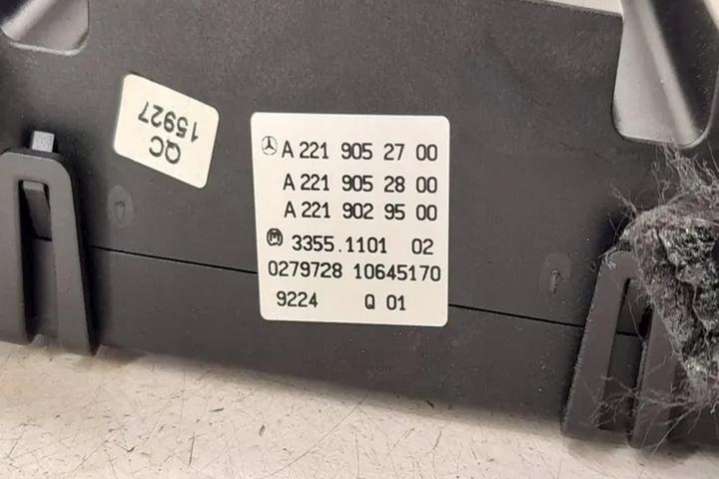 QC
15927
A 221 905 27 00
A 221 905 28 00
A 221 902 95 00
3355.1101 02
0279728 10645170
9224 Q 01